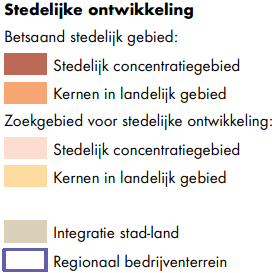 Stedelijke ontwikkeling
Betsaand stedelijk gebied:
Stedelijk concentratiegebied
Kernen in landelijk gebied
Zoekgebied voor stedelijke ontwikkeling:
Stedelijk concentratiegebied
Kernen in landelijk gebied
Integratie stad-land
Regionaal bedrijventerrein